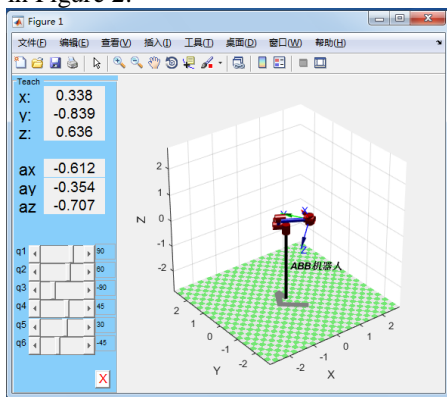 in Figure 2.
Figure 1
文件(F) 编辑(E) 查看(V) 插入(I) 工具(T) 桌面(D) 窗口(W) 帮助(H)
Teach
x: 0.338
y: -0.839
z: 0.636
ax -0.612
ay -0.354
az -0.707
q1 90
q2 60
q3 -90
q4 45
q5 30
q6 -45
X
Z
2
1
0
-1
-2
Y X
Z
ABB机器人
2 1 0 -1 -2
Y
-2 -1 0 1 2
X